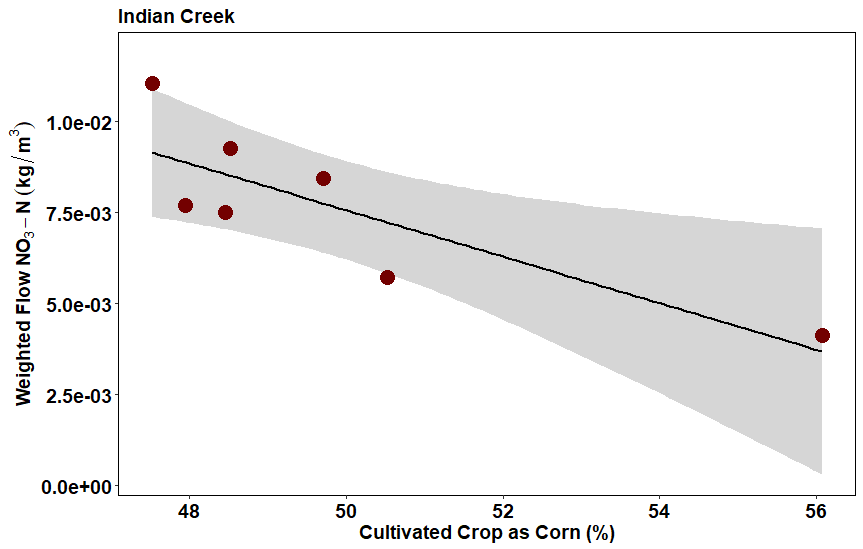 Indian Creek
Weighted Flow NO₃ − N (kg/m³)
1.0e-02
7.5e-03
5.0e-03
2.5e-03
0.0e+00
48 50 52 54 56
Cultivated Crop as Corn (%)